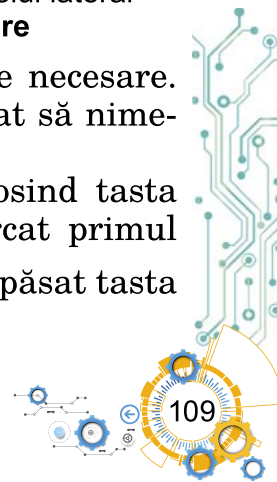 re
e necesare.
at să nime-
osind tasta
rcat primul
păsat tasta
109